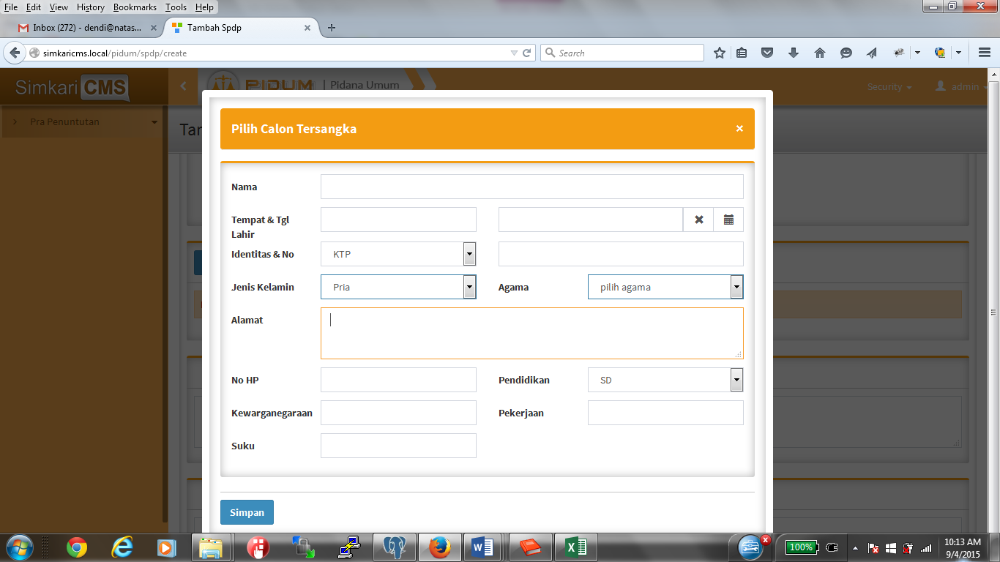 File Edit View History Bookmarks Tools Help
Inbox (272) - dendi@natas...
Tambah Spdp
simkaricms.local/pidum/spdp/create
Search
Simkari CMS
PIDUM | Pidana Umum
Security
admin
Pra Penuntutan
Tar
Pilih Calon Tersangka
Nama
Tempat & Tgl
Lahir
Identitas & No KTP
Jenis Kelamin Pria Agama pilih agama
Alamat
No HP Pendidikan SD
Kewarganegaraan Pekerjaan
Suku
Simpan
100%
10:13 AM
9/4/2015